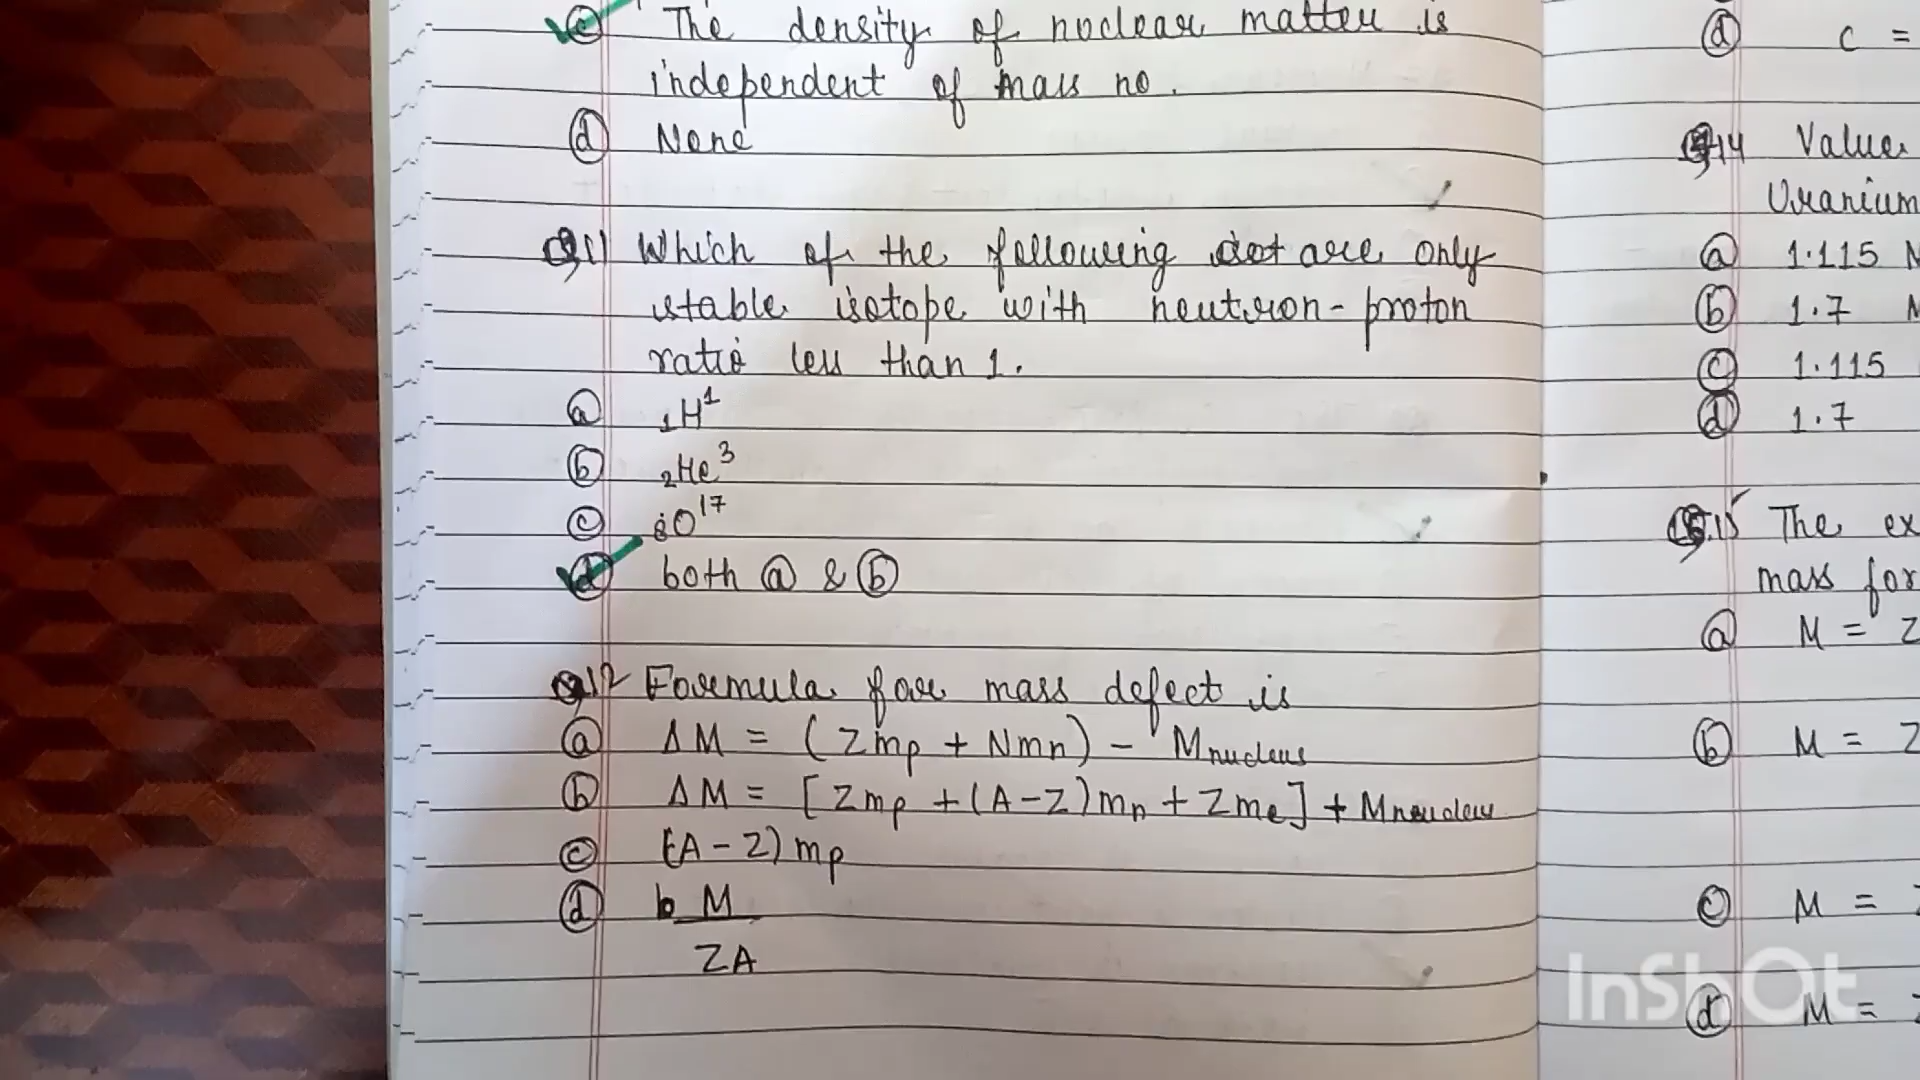 (c) The density of nuclear matter is
independent of mass no.
(d) None
Q11 Which of the following set are only
stable isotope with neutron-proton
ratio less than 1.
(a) ₁H¹
(b) ₂He³
(c) ₈O¹⁷
(d) both (a) & (b)
Q12 Formula for mass defect is
(a) ΔM = (Zmp + Nmn) - Mnucleus
(b) ΔM = [Zmp + (A-Z)mn + Zme] +
(c) (A-Z)mp
(d) M
ZA
(d) c =
14 Value
Uranium
(a) 1.115 M
(b) 1.7 M
(c) 1.115
(d) 1.7
Q.15 The ex
mass for
(a) M = Z
(b) M = Z
(c) M =
(d) M =
InShOt